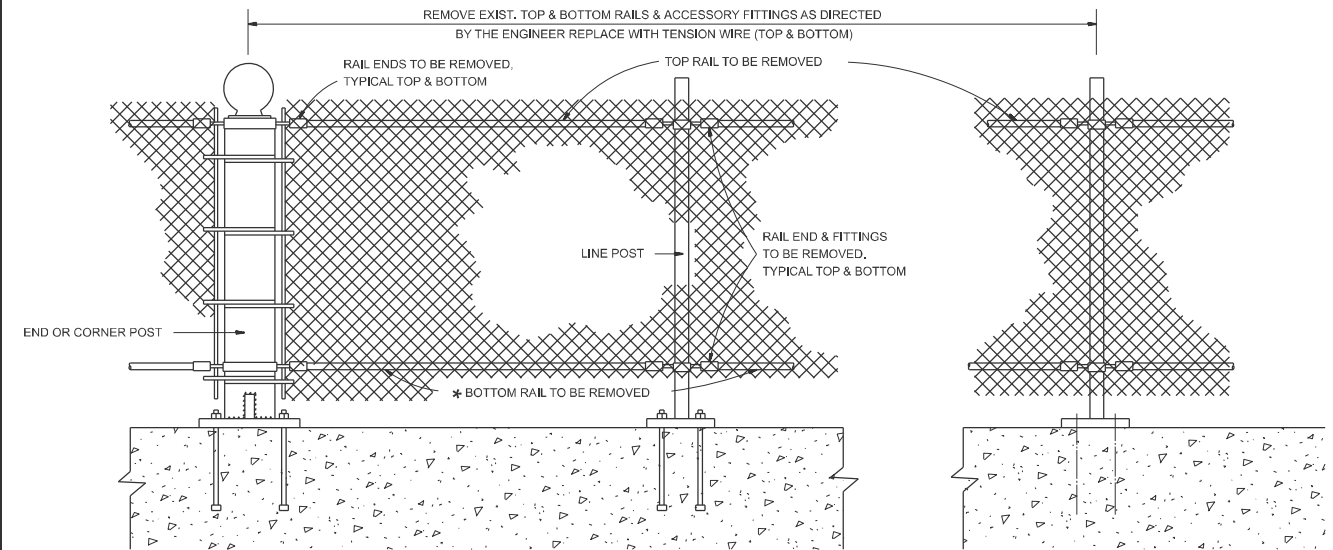 REMOVE EXIST. TOP & BOTTOM RAILS & ACCESSORY FITTINGS AS DIRECTED
BY THE ENGINEER REPLACE WITH TENSION WIRE (TOP & BOTTOM)
RAIL ENDS TO BE REMOVED,
TYPICAL TOP & BOTTOM
TOP RAIL TO BE REMOVED
LINE POST
RAIL END & FITTINGS
TO BE REMOVED.
TYPICAL TOP & BOTTOM
END OR CORNER POST
* BOTTOM RAIL TO BE REMOVED